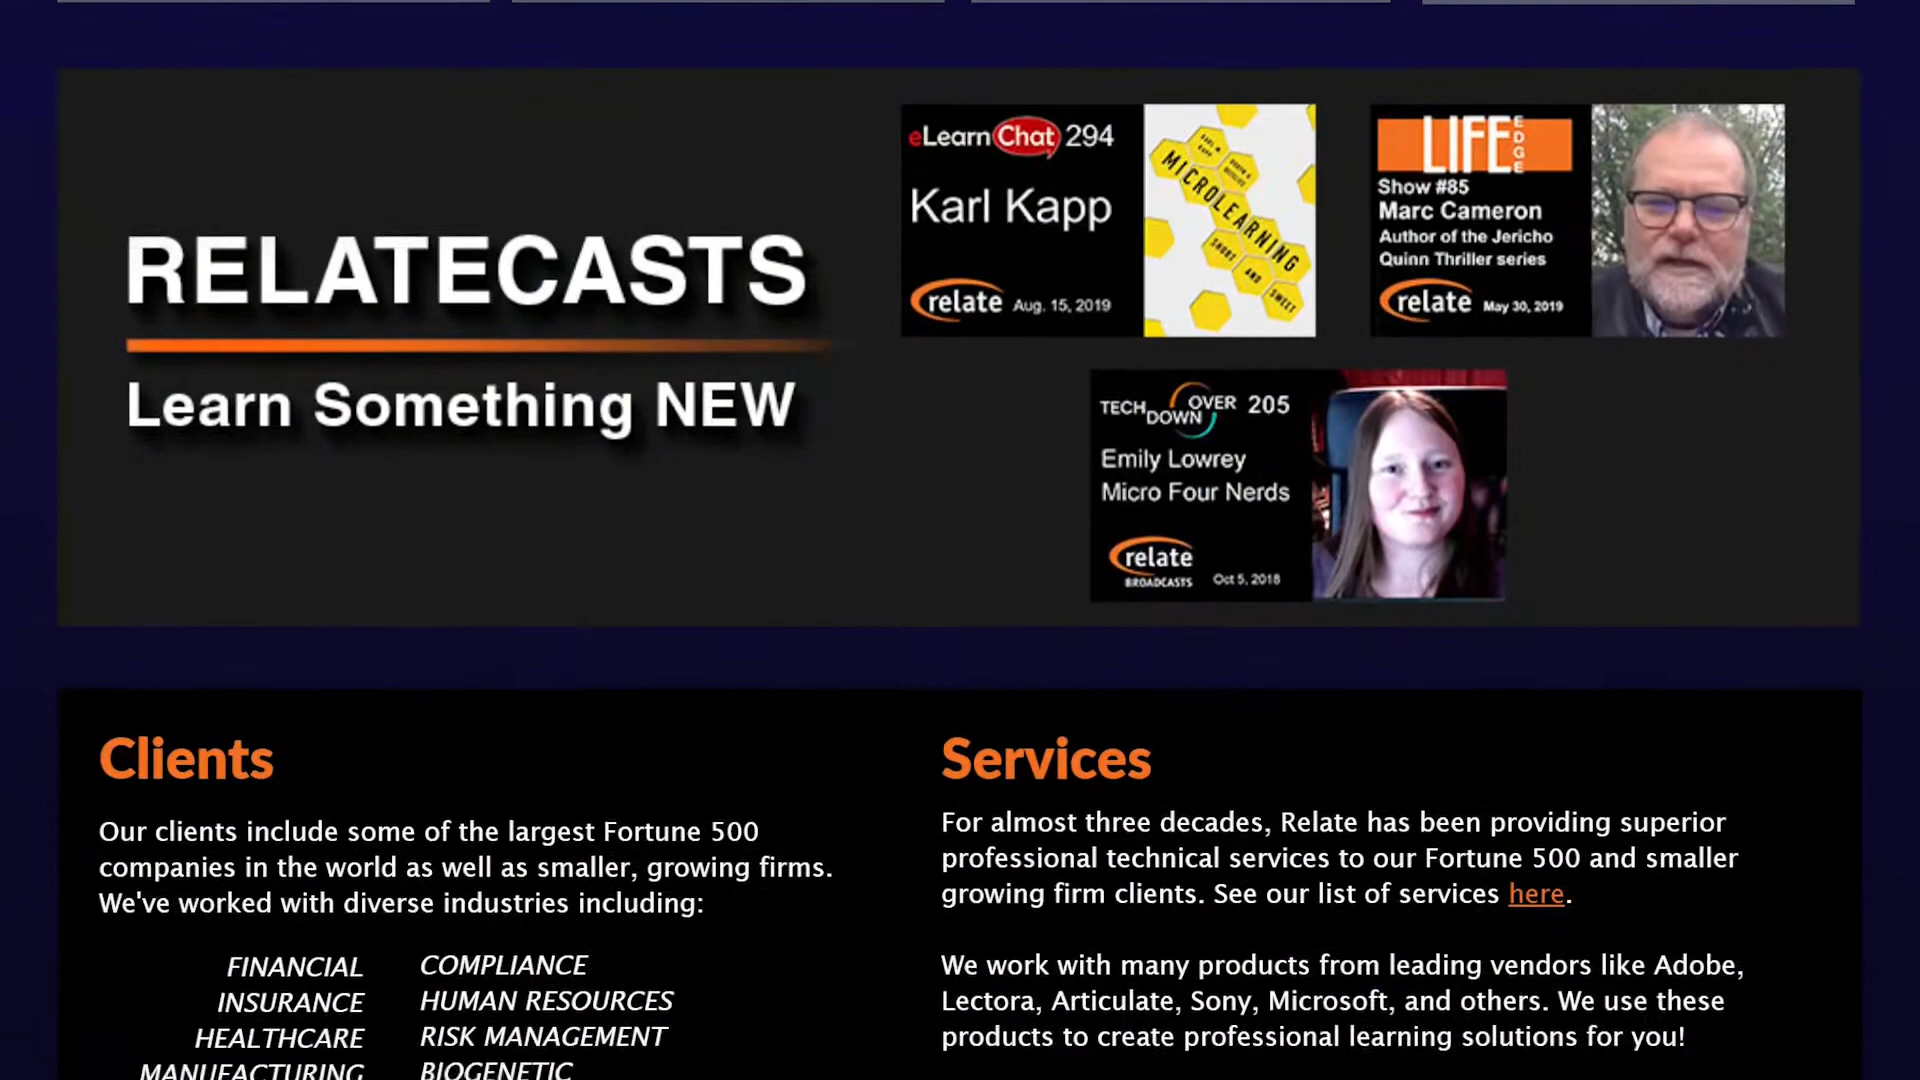 RELATECASTS
Learn Something NEW
eLearnChat 294
Karl Kapp
relate Aug. 15, 2019
KARL M. KAPP
MICROLEARNING
SHORT AND SWEET
LIFE EDGE
Show #85
Marc Cameron
Author of the Jericho
Quinn Thriller series
relate May 30, 2019
TECH DOWN OVER 205
Emily Lowrey
Micro Four Nerds
relate
BROADCASTS Oct 5, 2018
Clients
Our clients include some of the largest Fortune 500
companies in the world as well as smaller, growing firms.
We've worked with diverse industries including:
FINANCIAL
INSURANCE
HEALTHCARE
MANUFACTURING
COMPLIANCE
HUMAN RESOURCES
RISK MANAGEMENT
BIOGENETIC
Services
For almost three decades, Relate has been providing superior
professional technical services to our Fortune 500 and smaller
growing firm clients. See our list of services here.
We work with many products from leading vendors like Adobe,
Lectora, Articulate, Sony, Microsoft, and others. We use these
products to create professional learning solutions for you!